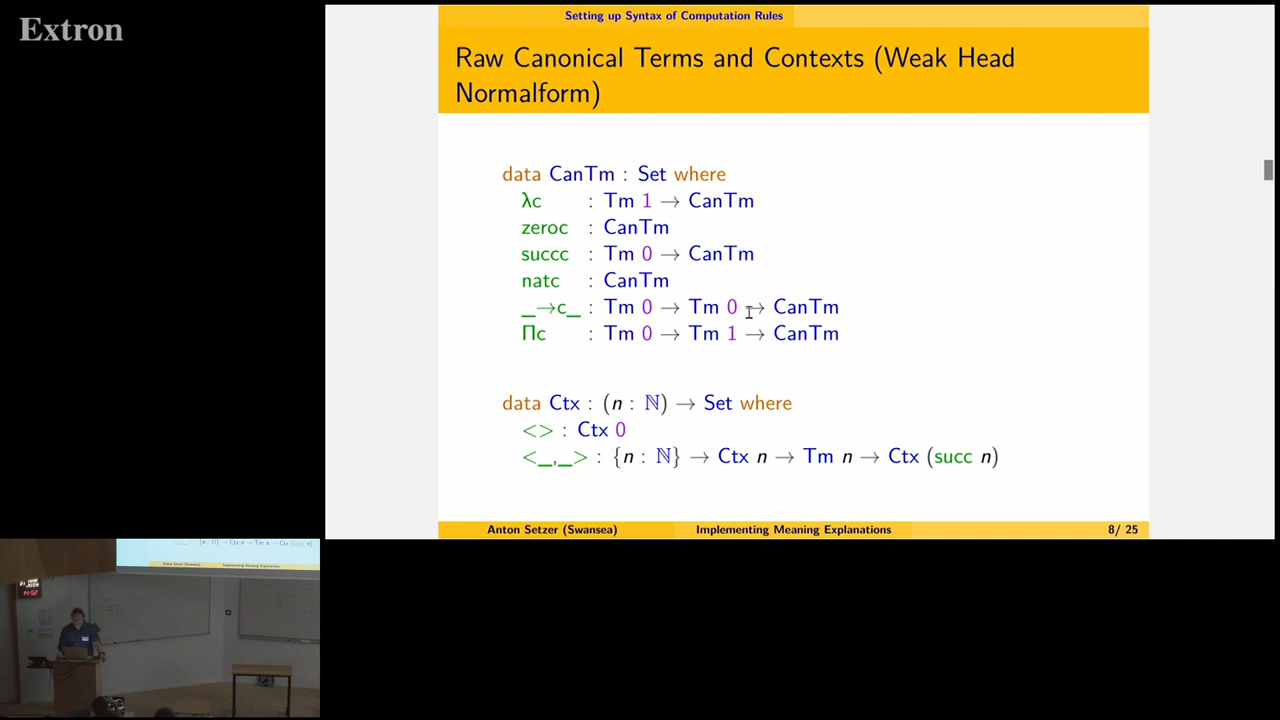 Extron
Setting up Syntax of Computation Rules
Raw Canonical Terms and Contexts (Weak Head
Normalform)
data CanTm : Set where
λc : Tm 1 → CanTm
zeroc : CanTm
succc : Tm 0 → CanTm
natc : CanTm
_→c_ : Tm 0 → Tm 0 → CanTm
Πc : Tm 0 → Tm 1 → CanTm
data Ctx : (n : ℕ) → Set where
<> : Ctx 0
<_,_> : {n : ℕ} → Ctx n → Tm n → Ctx (succ n)
Anton Setzer (Swansea) Implementing Meaning Explanations 8/ 25